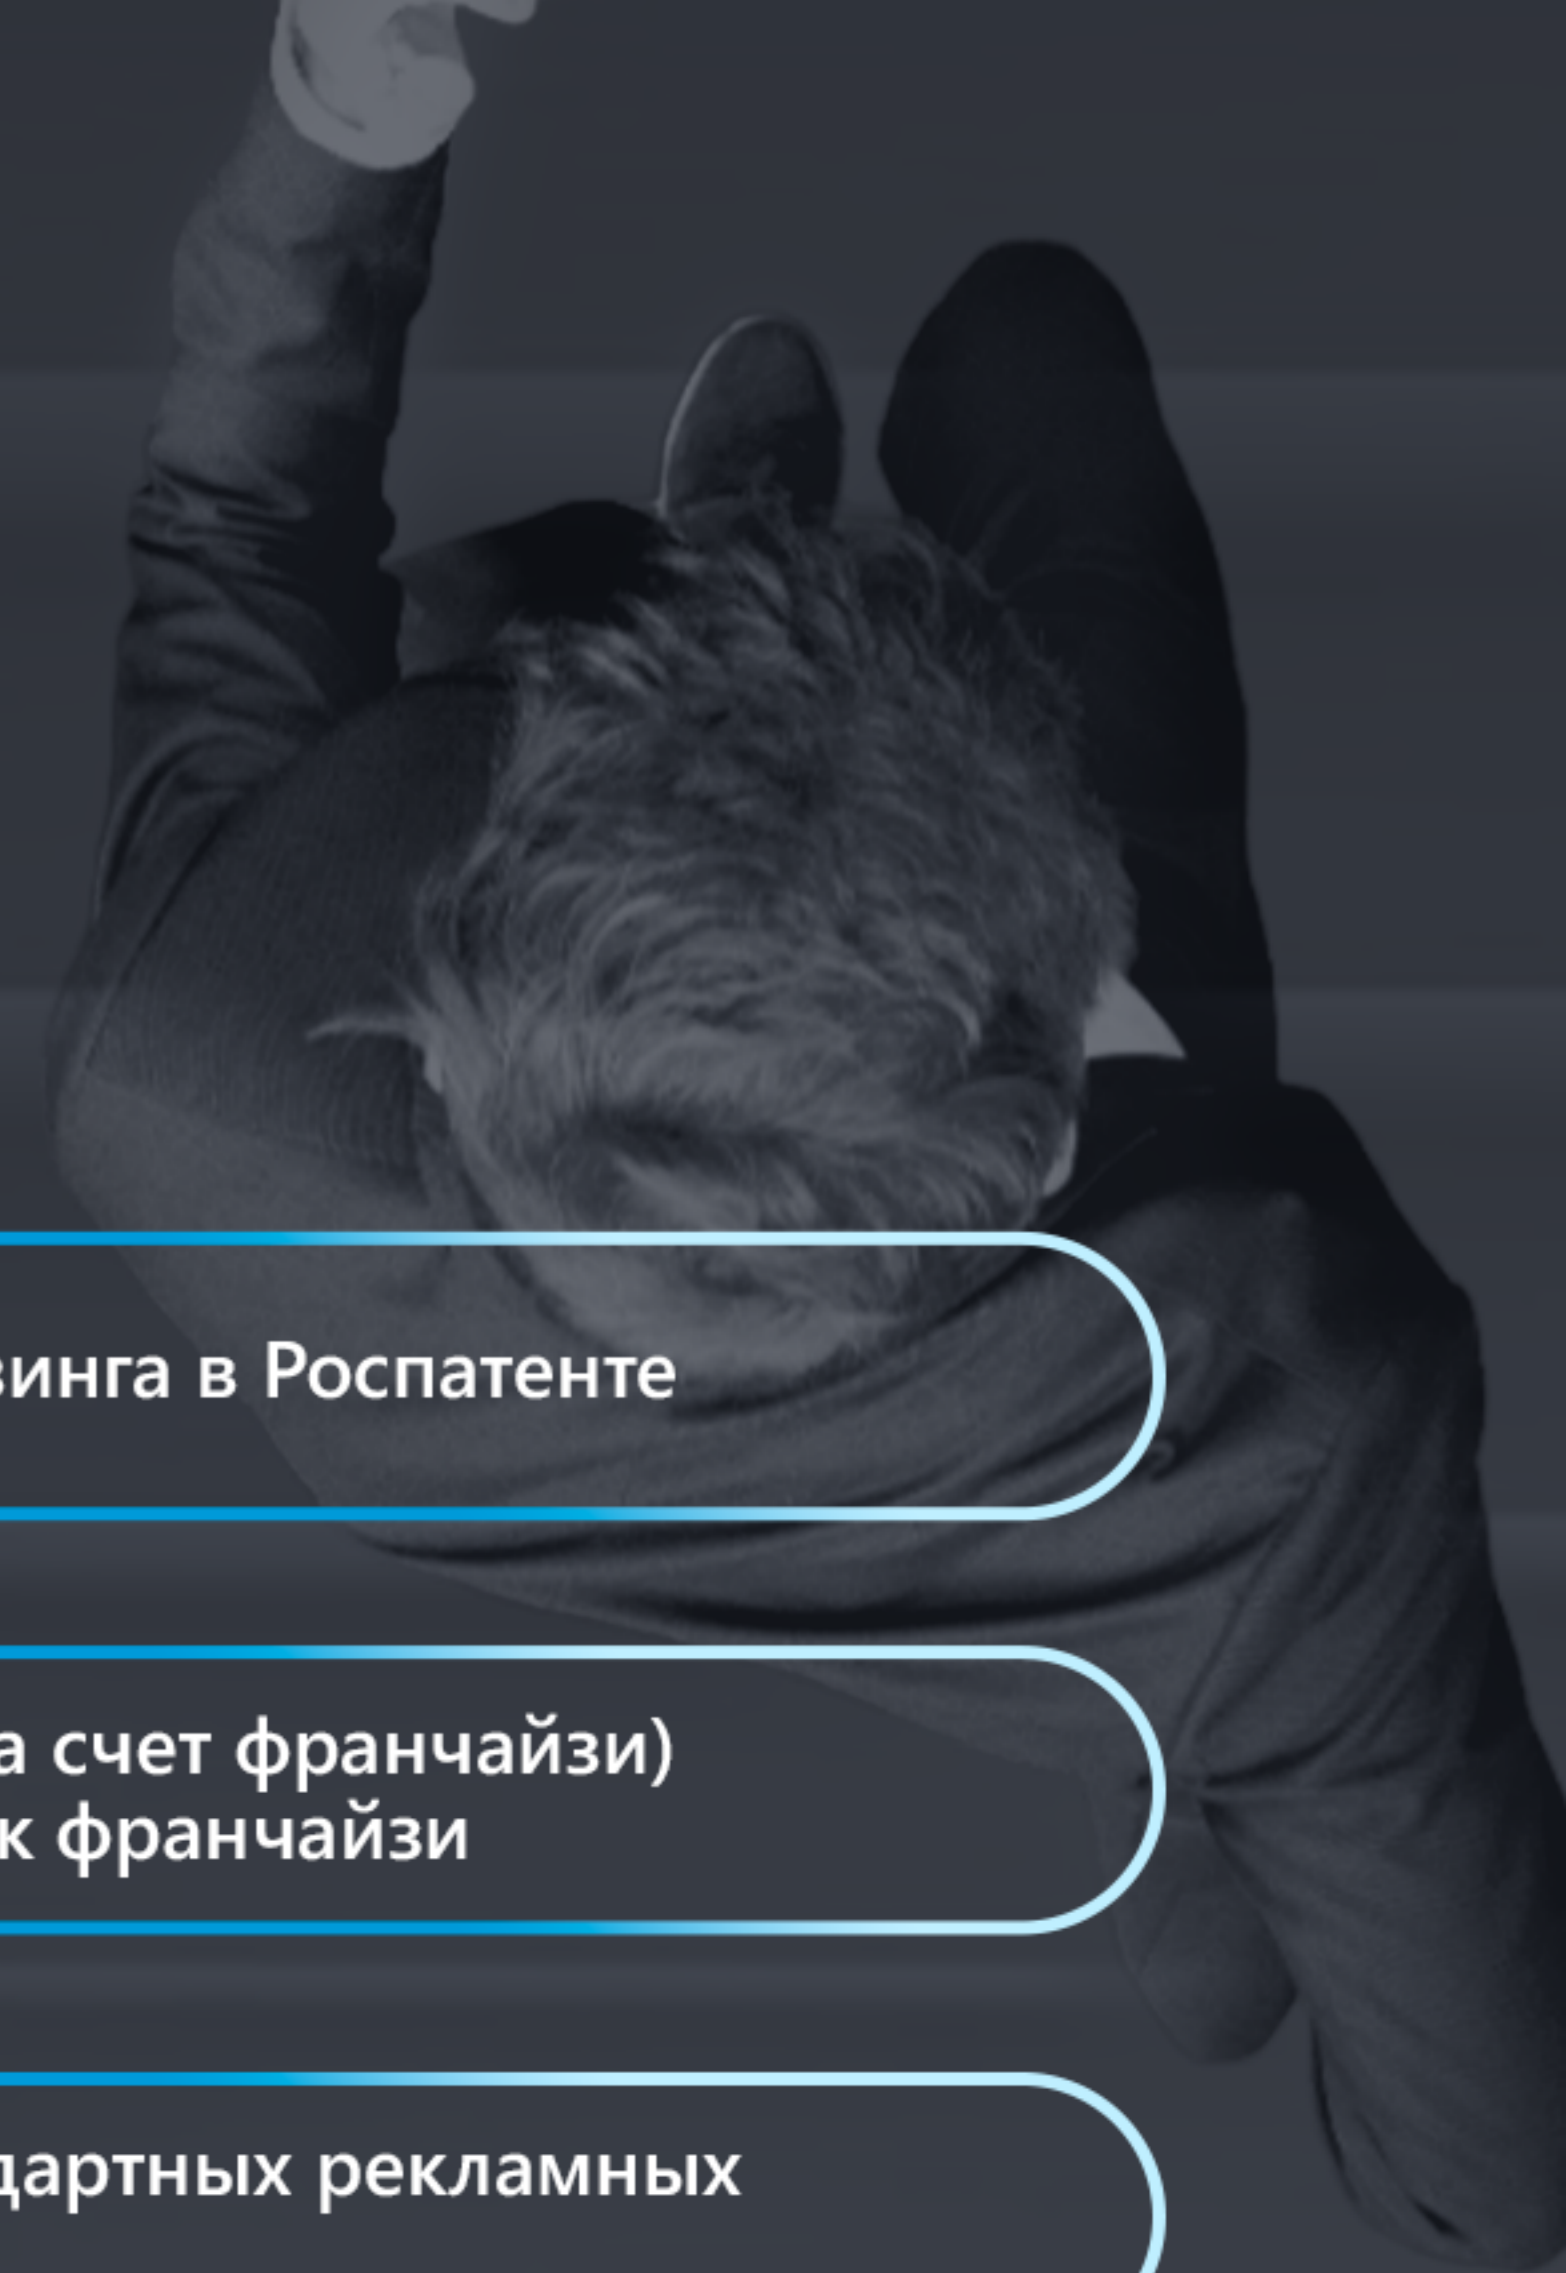 зинга в Роспатенте
а счет франчайзи)
к франчайзи
дартных рекламных